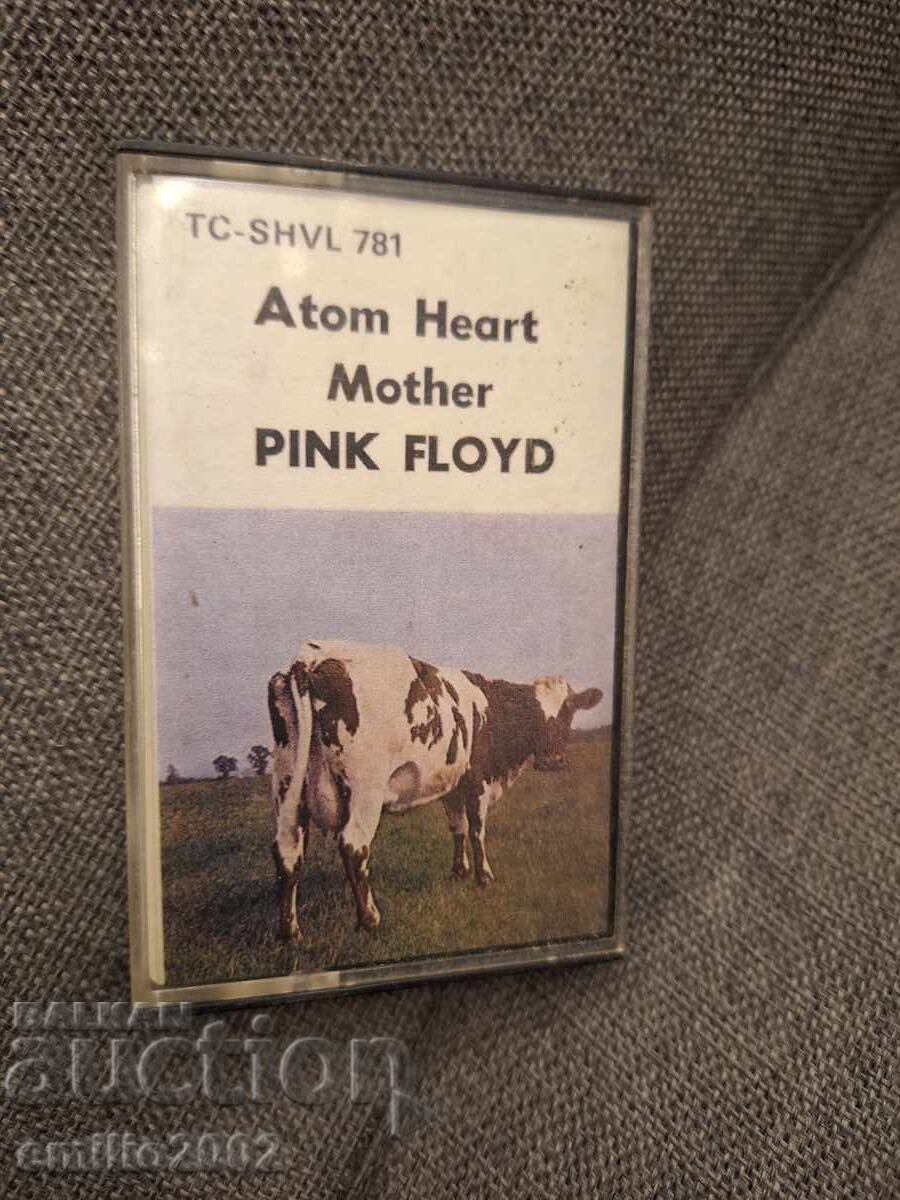 TC-SHVL 781
Atom Heart
Mother
PINK FLOYD
BALKAN
auction
emilio2002